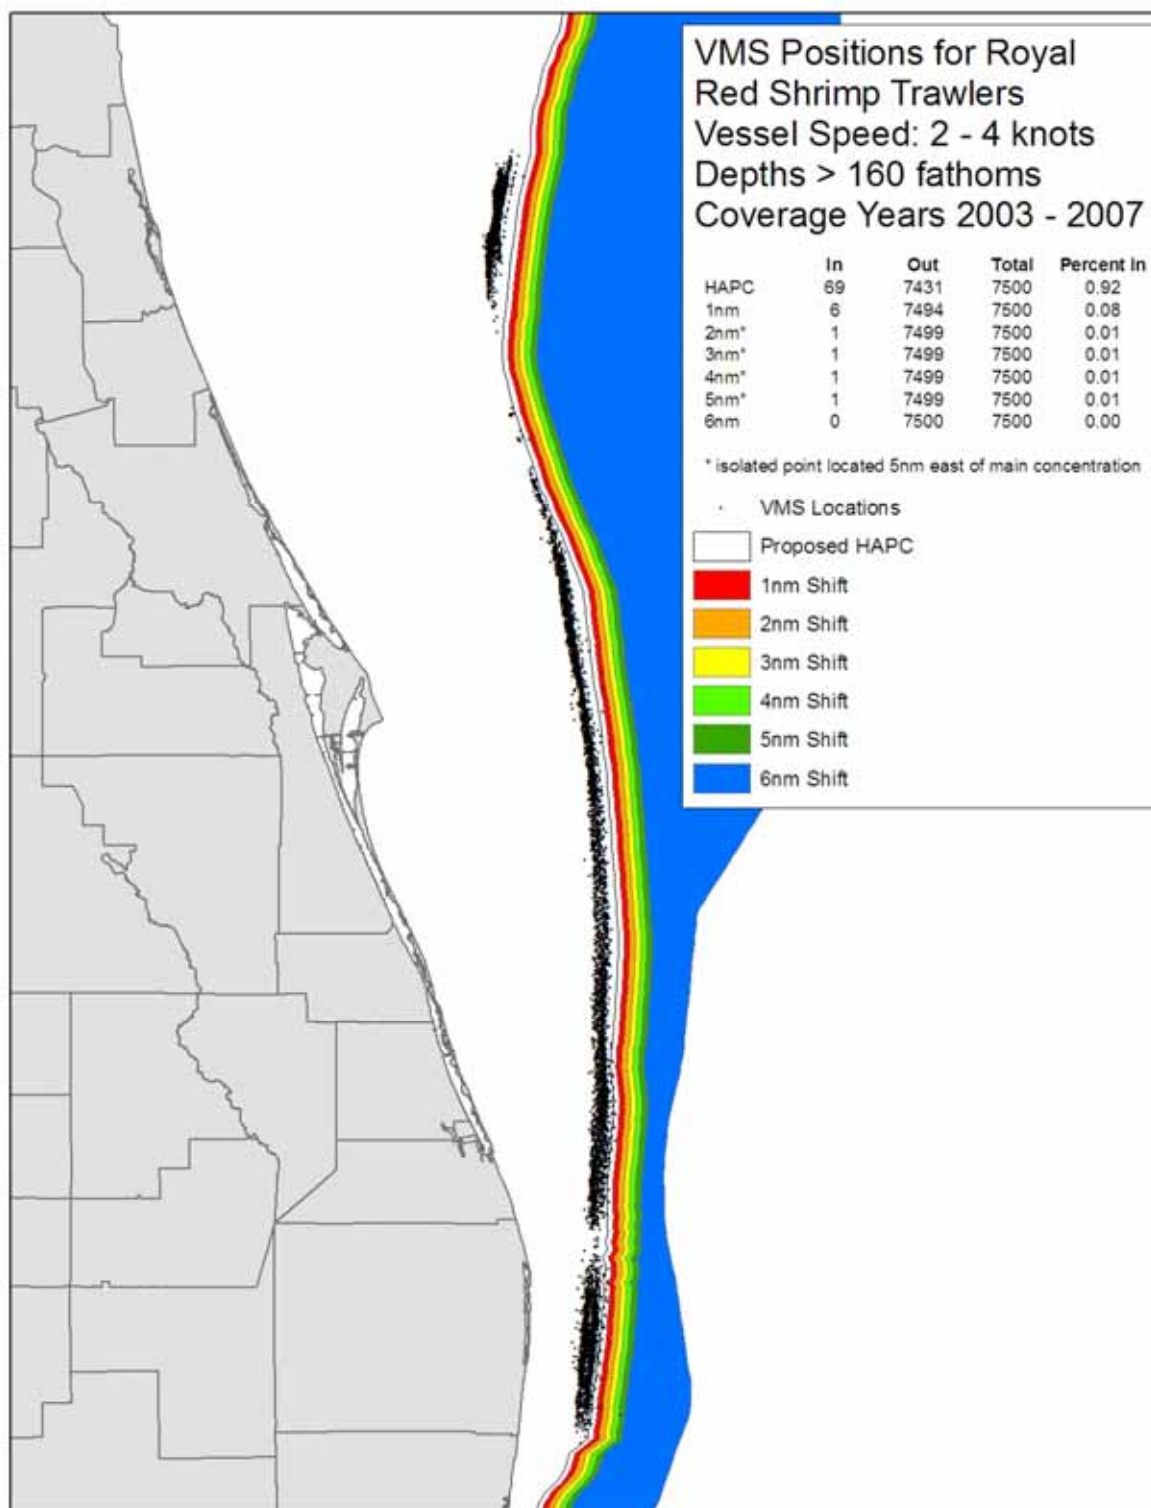 VMS Positions for Royal
Red Shrimp Trawlers
Vessel Speed: 2 - 4 knots
Depths > 160 fathoms
Coverage Years 2003 - 2007
In Out Total Percent In
HAPC 69 7431 7500 0.92
1nm 6 7494 7500 0.08
2nm* 1 7499 7500 0.01
3nm* 1 7499 7500 0.01
4nm* 1 7499 7500 0.01
5nm* 1 7499 7500 0.01
6nm 0 7500 7500 0.00
* isolated point located 5nm east of main concentration
VMS Locations
Proposed HAPC
1nm Shift
2nm Shift
3nm Shift
4nm Shift
5nm Shift
6nm Shift